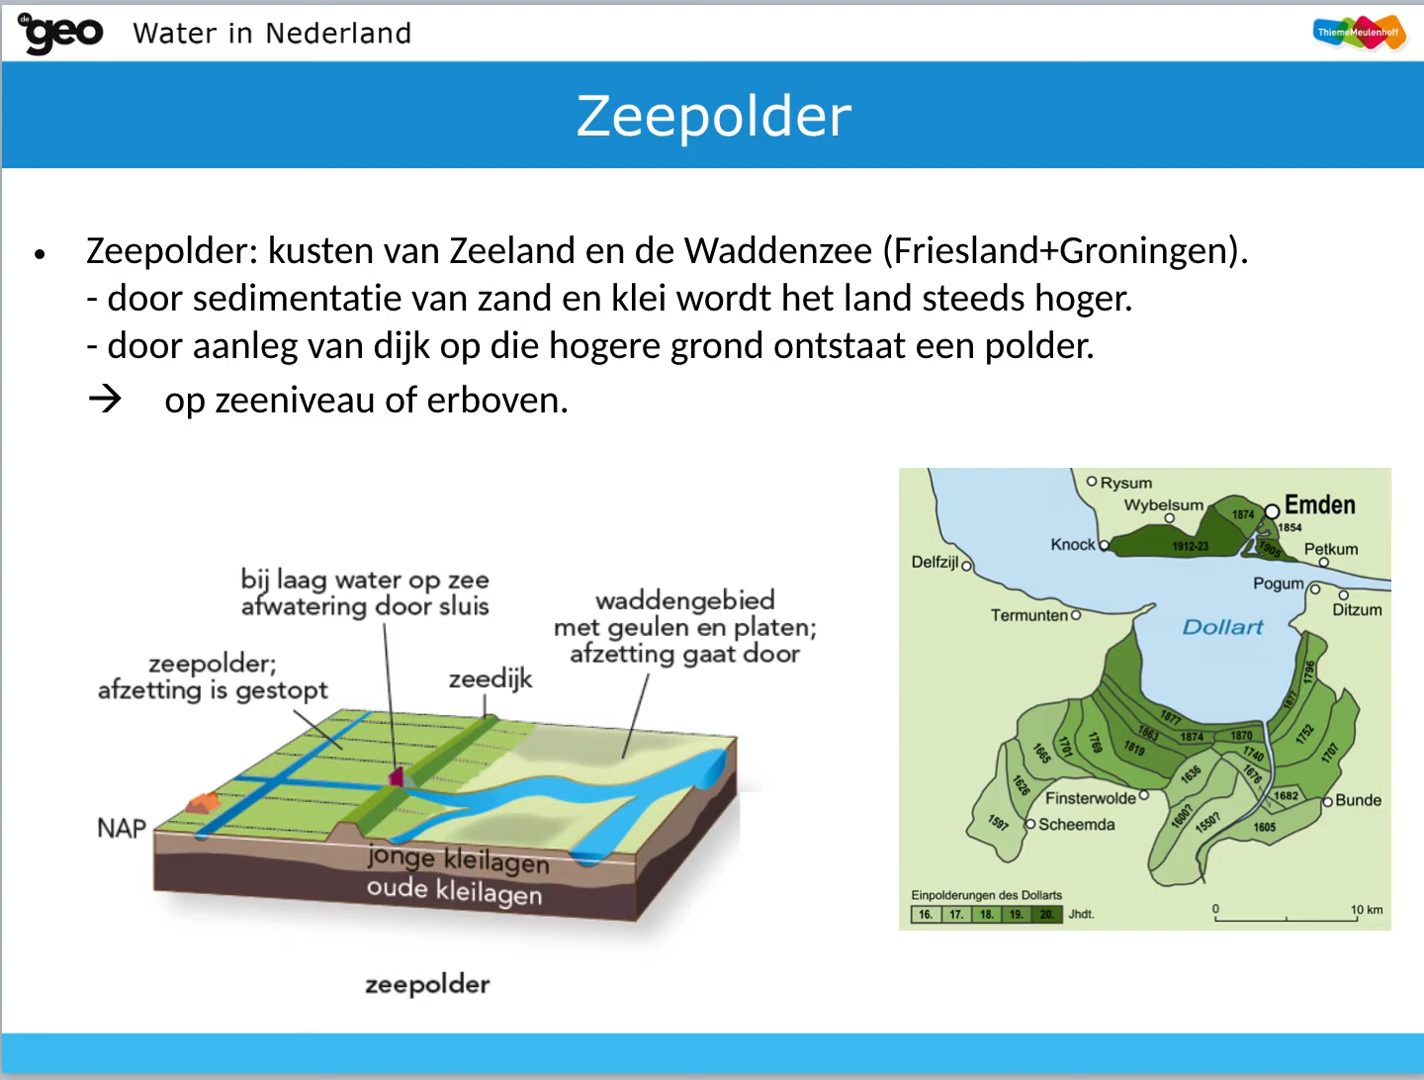 de
geo
Water in Nederland
ThiemeMeulenhoff
Zeepolder
• Zeepolder: kusten van Zeeland en de Waddenzee (Friesland+Groningen).
- door sedimentatie van zand en klei wordt het land steeds hoger.
- door aanleg van dijk op die hogere grond ontstaat een polder.
→ op zeeniveau of erboven.
bij laag water op zee
afwatering door sluis
waddengebied
met geulen en platen;
afzetting gaat door
zeepolder;
afzetting is gestopt
zeedijk
NAP
jonge kleilagen
oude kleilagen
zeepolder
Rysum
Wybelsum
Emden
1874
1854
Knock
1912-23
1905
Petkum
Delfzijl
Pogum
Ditzum
Termunten
Dollart
1796
1877
1877
1863
1874
1870
1752
1665
1701
1769
1819
1740
1707
1636
1676
1626
Finsterwolde
1682
Bunde
1597
Scheemda
1600?
1550?
1605
Einpolderungen des Dollarts
16. 17. 18. 19. 20. Jhdt.
0 10 km